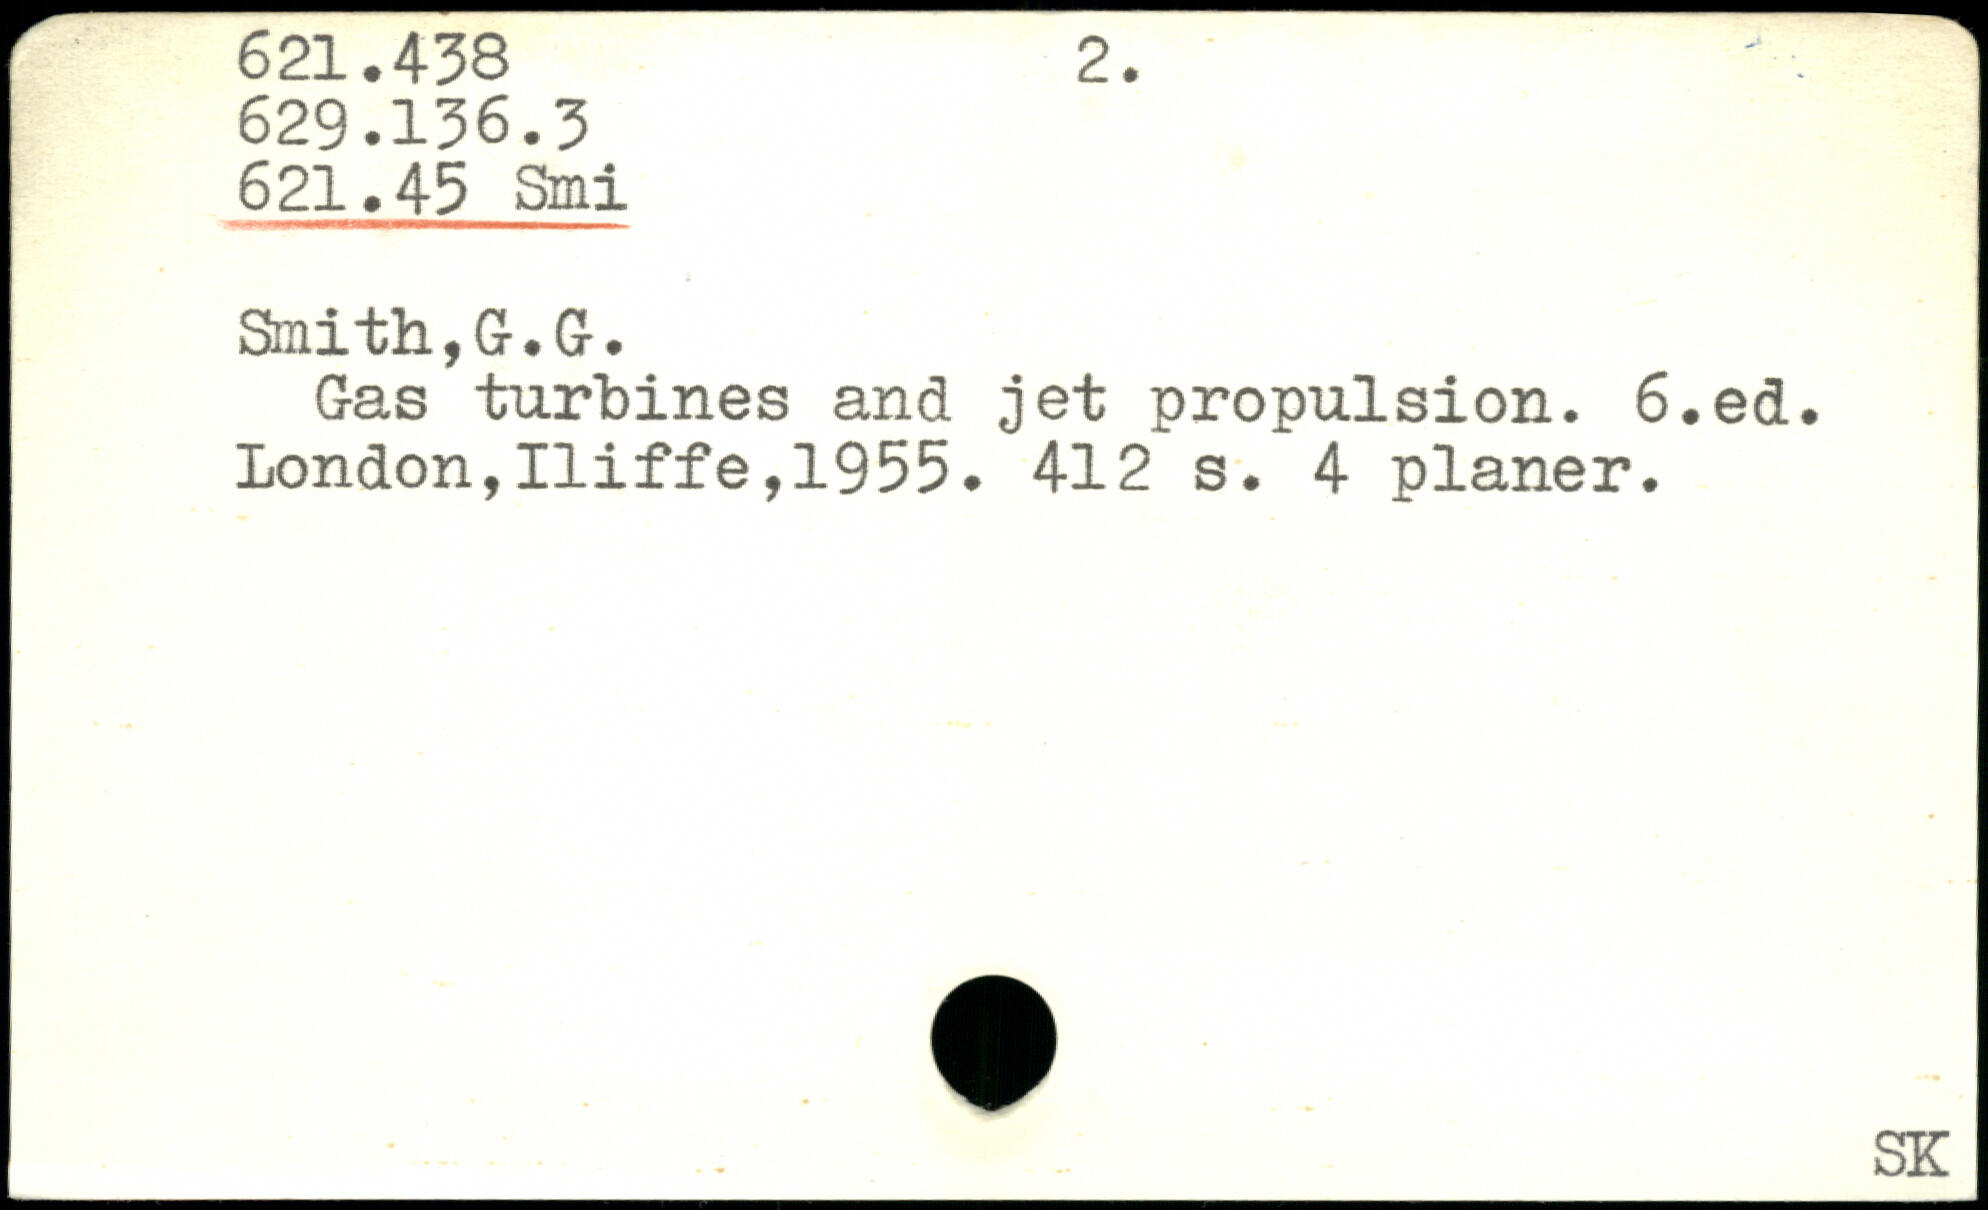 621.438 2.
629.136.3
621.45 Smi
Smith,G.G.
Gas turbines and jet propulsion. 6.ed.
London,Iliffe,1955. 412 s. 4 planer.
SK